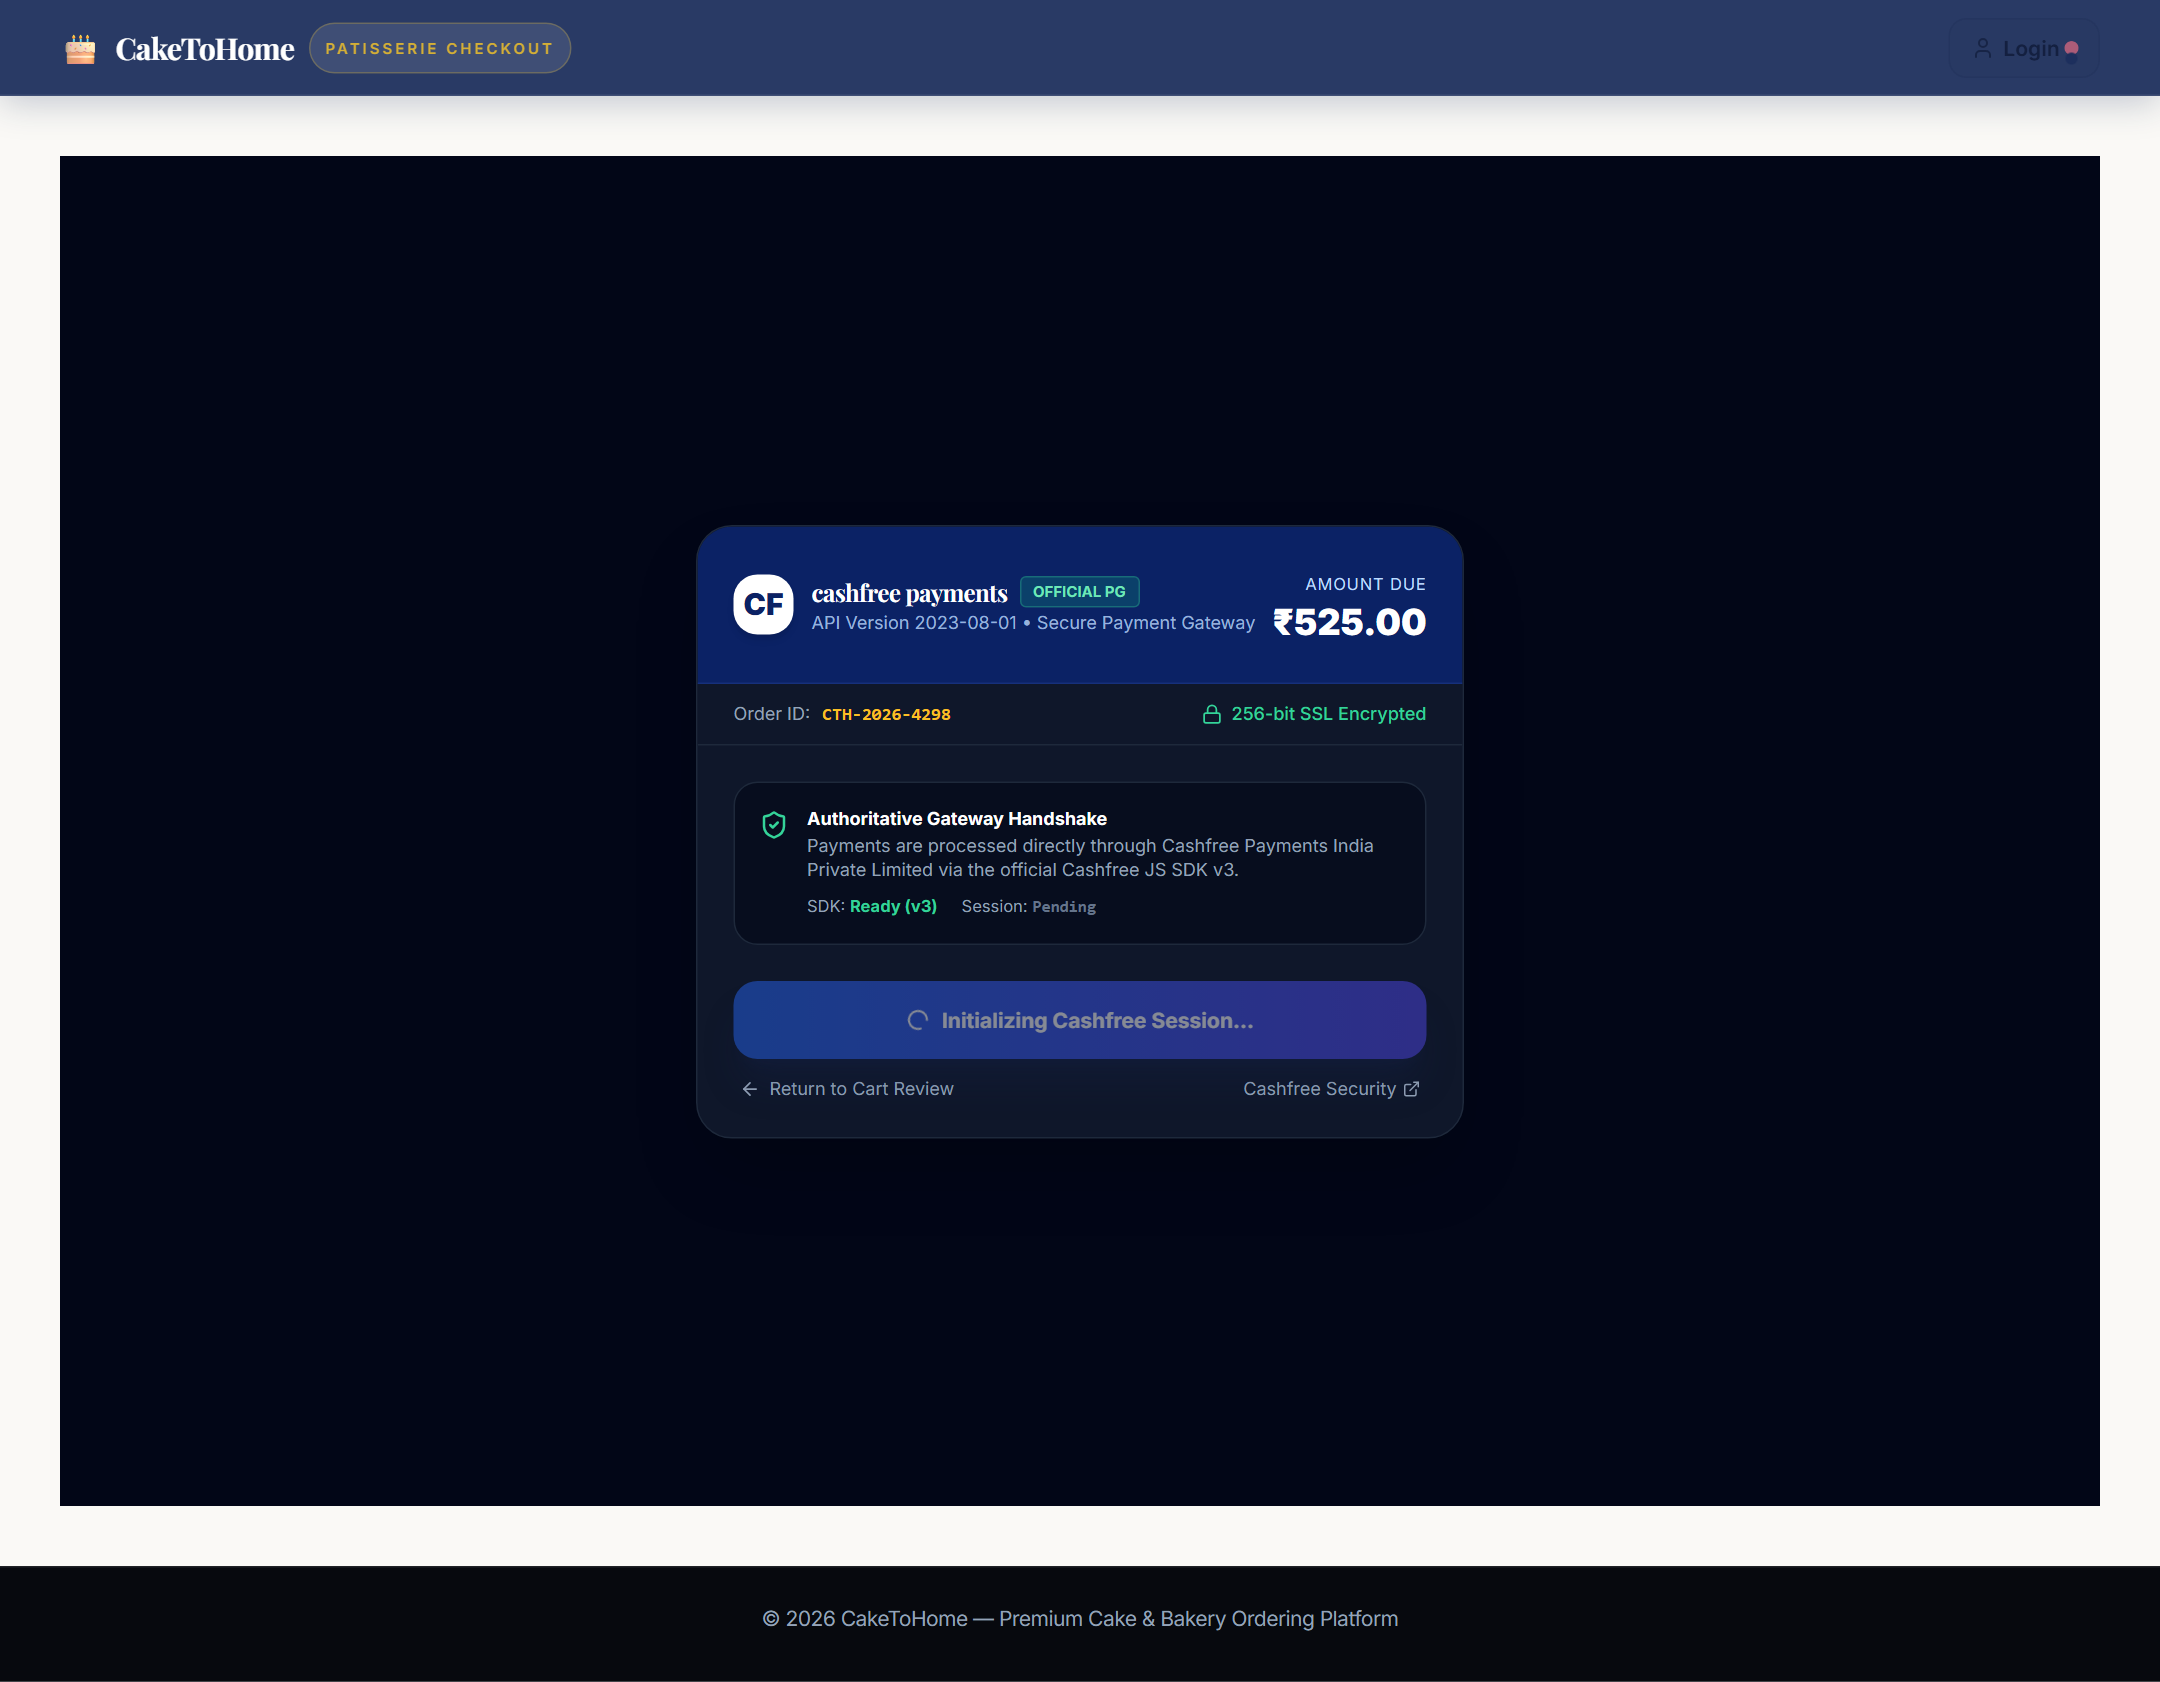 CakeToHome
PATISSERIE CHECKOUT
Login
CF
cashfree payments
OFFICIAL PG
API Version 2023-08-01 • Secure Payment Gateway
AMOUNT DUE
₹525.00
Order ID: CTH-2026-4298
256-bit SSL Encrypted
Authoritative Gateway Handshake
Payments are processed directly through Cashfree Payments India
Private Limited via the official Cashfree JS SDK v3.
SDK: Ready (v3) Session: Pending
Initializing Cashfree Session...
Return to Cart Review
Cashfree Security
© 2026 CakeToHome — Premium Cake & Bakery Ordering Platform